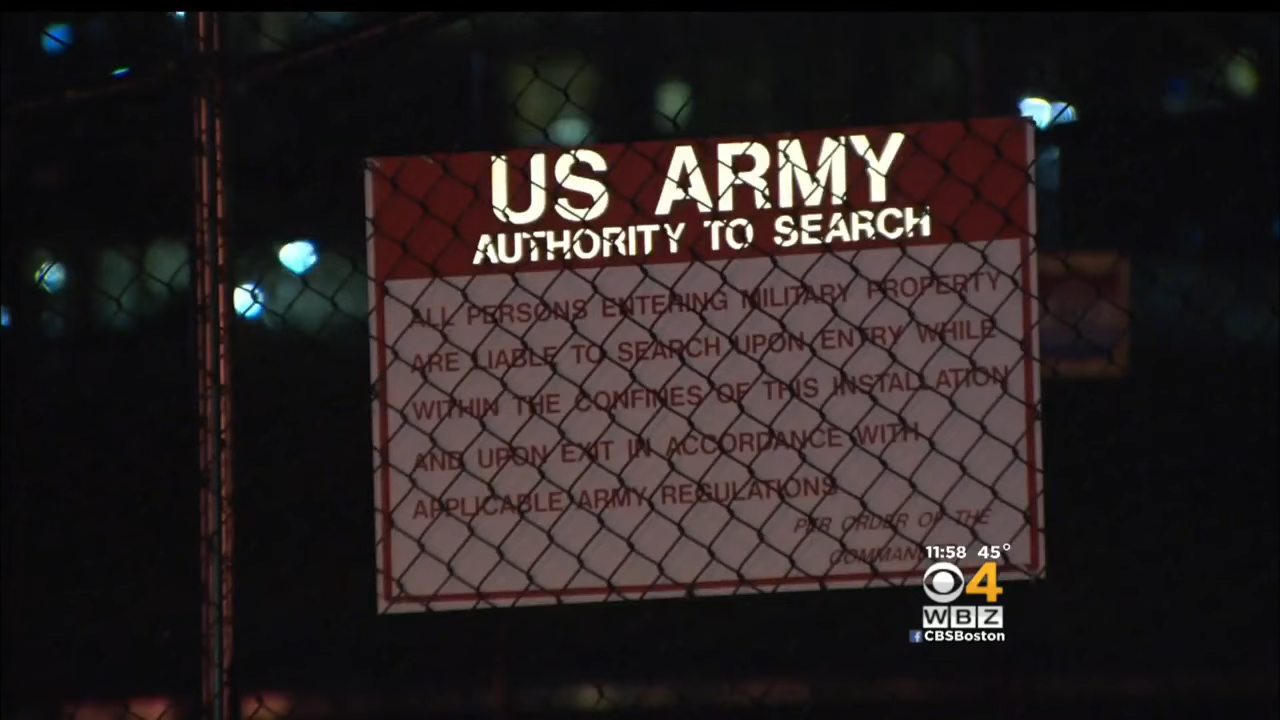 US ARMY
AUTHORITY TO SEARCH
ALL PERSONS ENTERING MILITARY PROPERTY
ARE LIABLE TO SEARCH UPON ENTRY WHILE
WITHIN THE CONFINES OF THIS INSTALLATION
AND UPON EXIT IN ACCORDANCE WITH
APPLICABLE ARMY REGULATIONS
PER ORDER OF THE
11:58 45°
4
WBZ
f CBSBoston